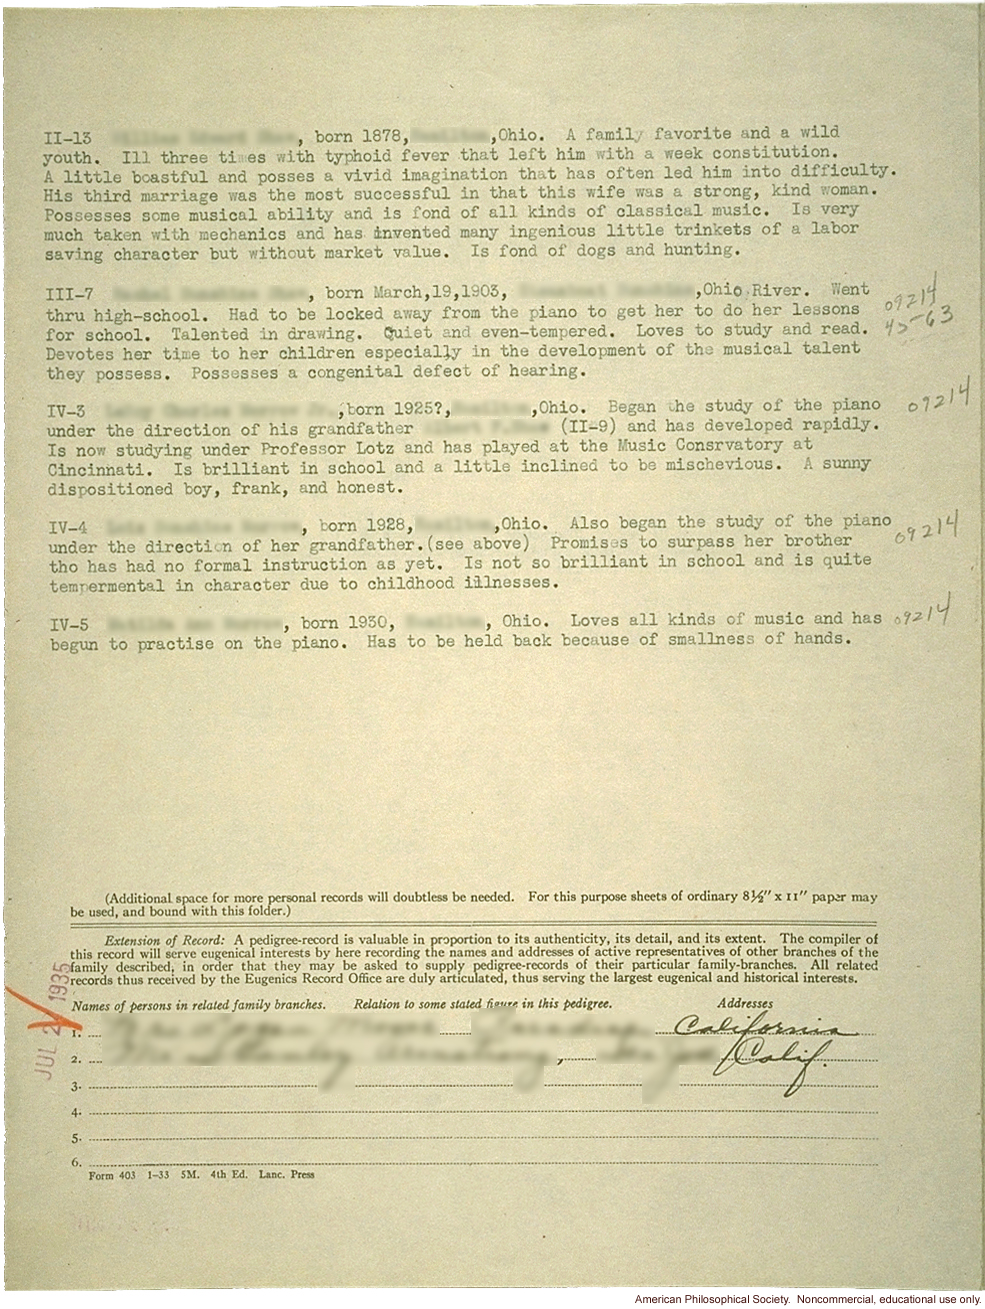 II-13 , born 1878, ,Ohio. A family favorite and a wild
youth. Ill three times with typhoid fever that left him with a week constitution.
A little boastful and posses a vivid imagination that has often led him into difficulty.
His third marriage was the most successful in that this wife was a strong, kind woman.
Possesses some musical ability and is fond of all kinds of classical music. Is very
much taken with mechanics and has invented many ingenious little trinkets of a labor
saving character but without market value. Is fond of dogs and hunting.
III-7 , born March,19,1903, ,Ohio River. Went
thru high-school. Had to be locked away from the piano to get her to do her lessons
for school. Talented in drawing. Quiet and even-tempered. Loves to study and read.
Devotes her time to her children especially in the development of the musical talent
they possess. Possesses a congenital defect of hearing.
09214
45-63
IV-3 ,born 1925?, ,Ohio. Began the study of the piano
under the direction of his grandfather (II-9) and has developed rapidly.
Is now studying under Professor Lotz and has played at the Music Consrvatory at
Cincinnati. Is brilliant in school and a little inclined to be mischevious. A sunny
dispositioned boy, frank, and honest.
09214
IV-4 , born 1928, ,Ohio. Also began the study of the piano
under the direction of her grandfather.(see above) Promises to surpass her brother
tho has had no formal instruction as yet. Is not so brilliant in school and is quite
tempermental in character due to childhood illnesses.
09214
IV-5 , born 1930, , Ohio. Loves all kinds of music and has
begun to practise on the piano. Has to be held back because of smallness of hands.
09214
(Additional space for more personal records will doubtless be needed. For this purpose sheets of ordinary 8½" x 11" paper may
be used, and bound with this folder.)
Extension of Record: A pedigree-record is valuable in proportion to its authenticity, its detail, and its extent. The compiler of
this record will serve eugenical interests by here recording the names and addresses of active representatives of other branches of the
family described, in order that they may be asked to supply pedigree-records of their particular family-branches. All related
records thus received by the Eugenics Record Office are duly articulated, thus serving the largest eugenical and historical interests.
JUL 2 1935
Names of persons in related family branches. Relation to some stated figure in this pedigree. Addresses
1. California
2. , Calif.
3.
4.
5.
6.
Form 403 1-33 5M. 4th Ed. Lanc. Press
American Philosophical Society. Noncommercial, educational use only.